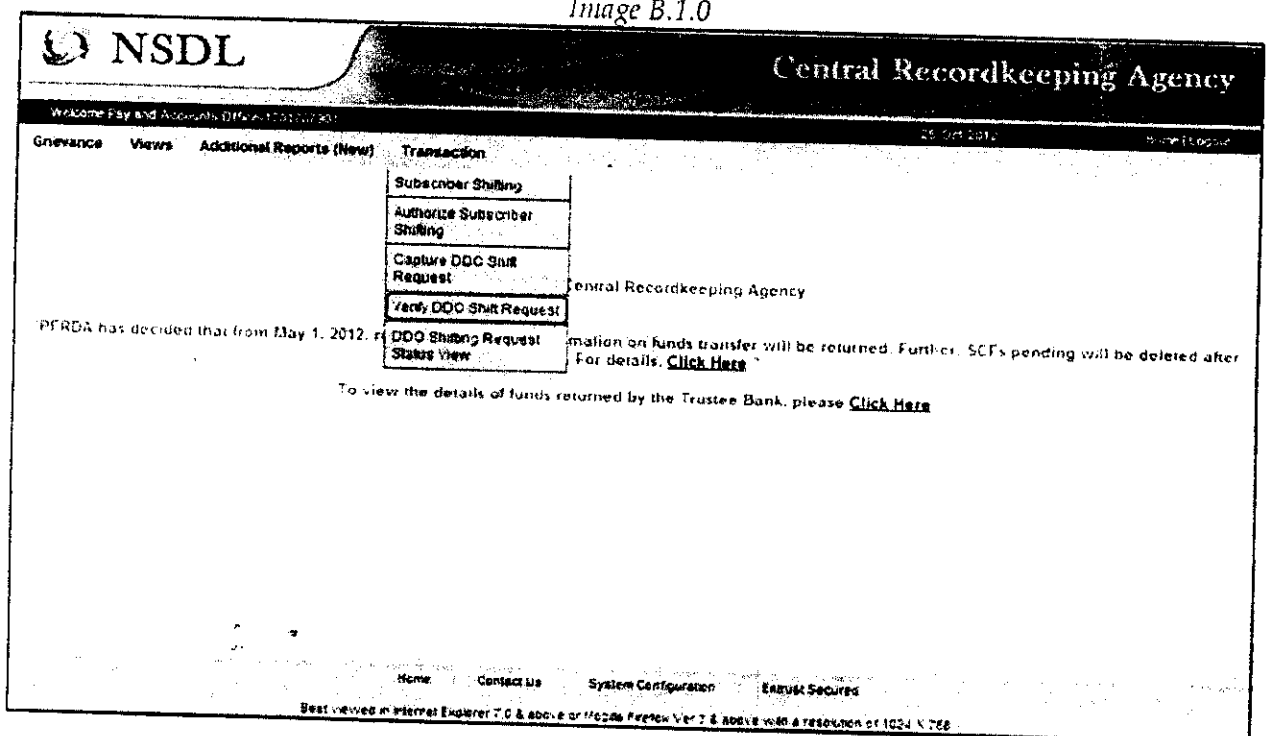 Image B.1.0
NSDL
Central Recordkeeping Agency
Welcome Pay and Accounts Office
Oct 2012
Home | Logout
Grievance Views Additional Reports (New) Transaction
Subscriber Shifting
Authorize Subscriber
Shifting
Capture DDO Shift
Request
entral Recordkeeping Agency
Verify DDO Shift Request
"PFRDA has decided that from May 1, 2012, r DDO Shifting Request mation on funds transfer will be returned. Further, SCFs pending will be deleted after
Status View For details, Click Here "
To view the details of funds returned by the Trustee Bank, please Click Here
Home Contact Us System Configuration Entrust Secured
Best viewed in Internet Explorer 7.0 & above or Mozilla Firefox Ver 3 & above with a resolution of 1024 X 768